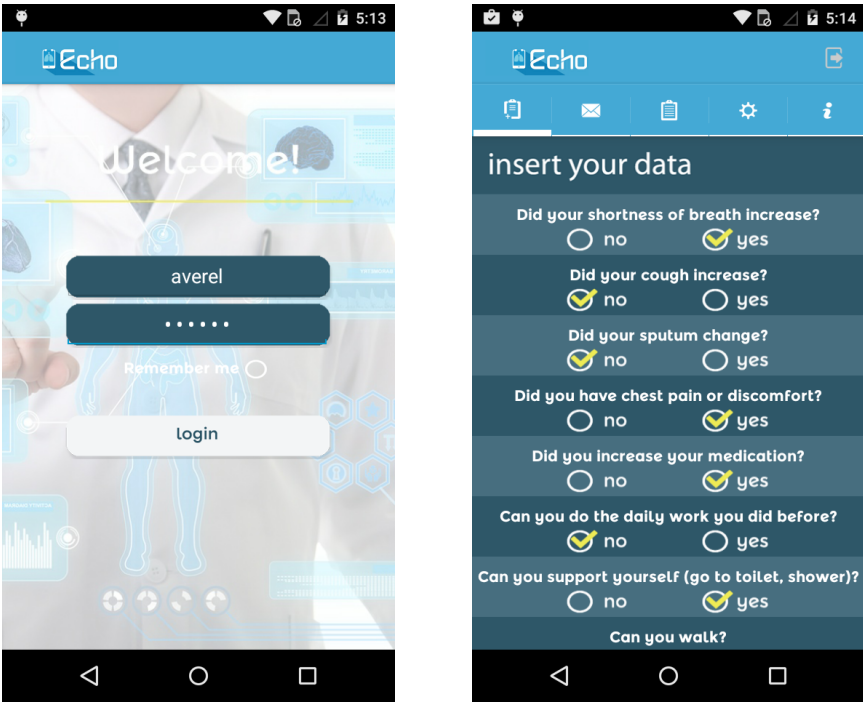 5:13
Echo
Welcome!
averel
Remember me
login
5:14
Echo
insert your data
Did your shortness of breath increase?
no yes
Did your cough increase?
no yes
Did your sputum change?
no yes
Did you have chest pain or discomfort?
no yes
Did you increase your medication?
no yes
Can you do the daily work you did before?
no yes
Can you support yourself (go to toilet, shower)?
no yes
Can you walk?